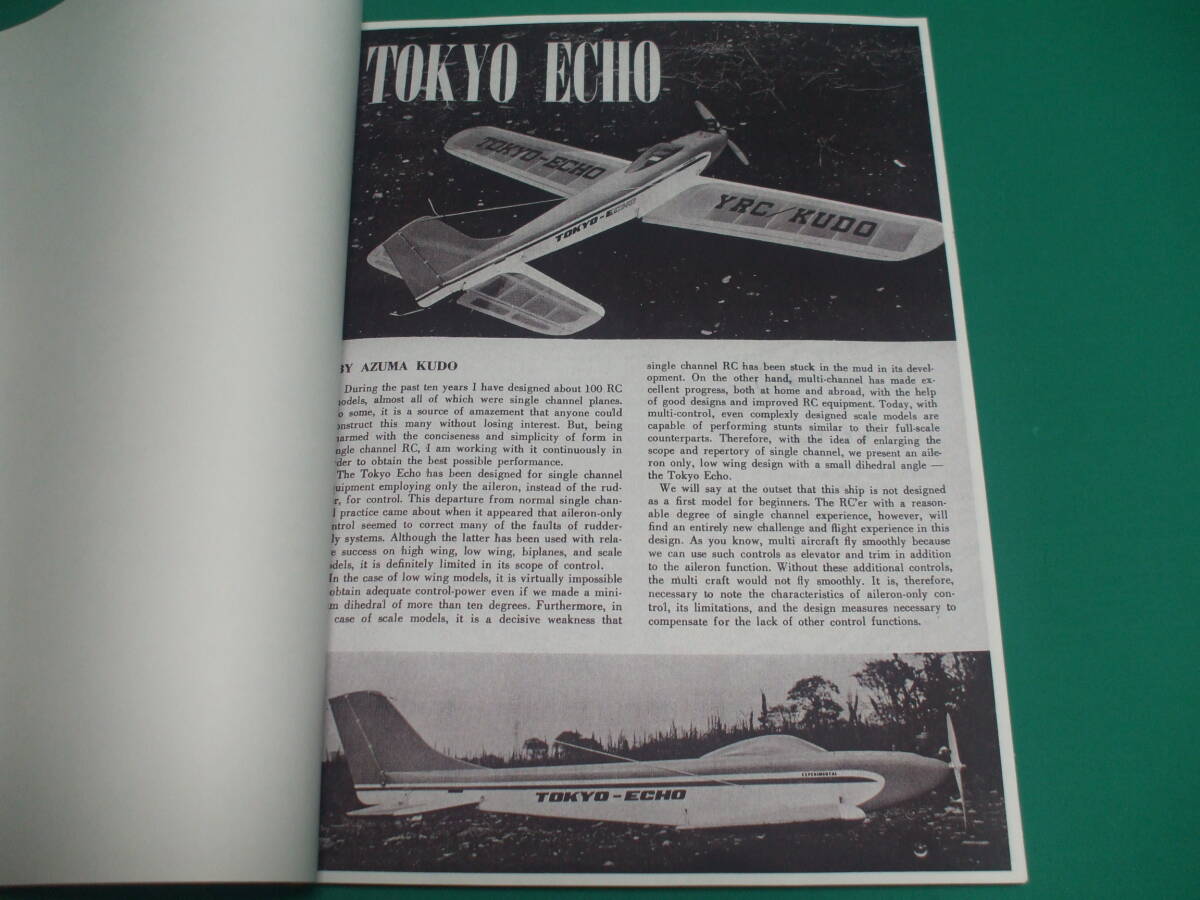 TOKYO ECHO
TOKYO-ECHO
YRC/KUDO
TOKYO-ECHO
BY AZUMA KUDO
During the past ten years I have designed about 100 RC
models, almost all of which were single channel planes.
To some, it is a source of amazement that anyone could
construct this many without losing interest. But, being
charmed with the conciseness and simplicity of form in
single channel RC, I am working with it continuously in
order to obtain the best possible performance.
The Tokyo Echo has been designed for single channel
equipment employing only the aileron, instead of the rud-
der, for control. This departure from normal single chan-
nel practice came about when it appeared that aileron-only
control seemed to correct many of the faults of rudder-
only systems. Although the latter has been used with rela-
tive success on high wing, low wing, biplanes, and scale
models, it is definitely limited in its scope of control.
In the case of low wing models, it is virtually impossible
obtain adequate control-power even if we made a mini-
mum dihedral of more than ten degrees. Furthermore, in
case of scale models, it is a decisive weakness that
single channel RC has been stuck in the mud in its devel-
opment. On the other hand, multi-channel has made ex-
cellent progress, both at home and abroad, with the help
of good designs and improved RC equipment. Today, with
multi-control, even complexly designed scale models are
capable of performing stunts similar to their full-scale
counterparts. Therefore, with the idea of enlarging the
scope and repertory of single channel, we present an aile-
ron only, low wing design with a small dihedral angle —
the Tokyo Echo.
We will say at the outset that this ship is not designed
as a first model for beginners. The RC'er with a reason-
able degree of single channel experience, however, will
find an entirely new challenge and flight experience in this
design. As you know, multi aircraft fly smoothly because
we can use such controls as elevator and trim in addition
to the aileron function. Without these additional controls,
the multi craft would not fly smoothly. It is, therefore,
necessary to note the characteristics of aileron-only con-
trol, its limitations, and the design measures necessary to
compensate for the lack of other control functions.
EXPERIMENTAL
TOKYO-ECHO